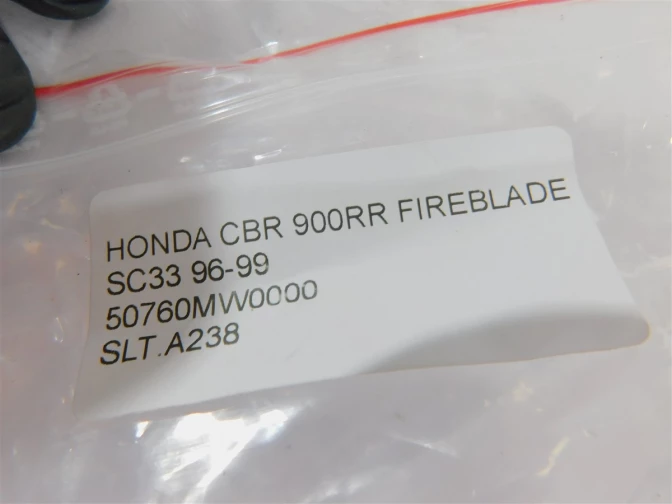 HONDA CBR 900RR FIREBLADE
SC33 96-99
50760MW0000
SLT.A238